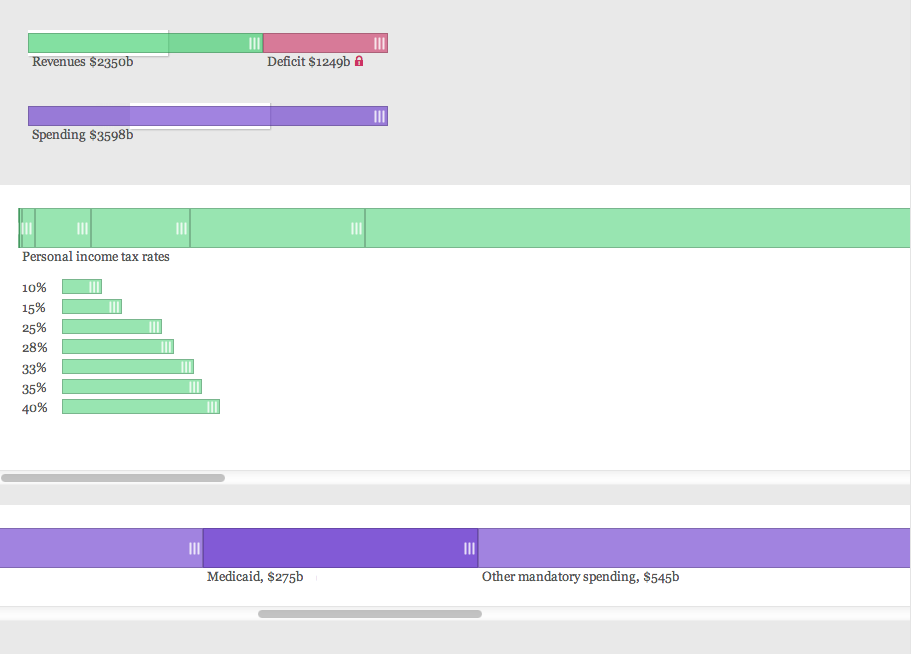 Revenues $2350b
Deficit $1249b
Spending $3598b
Personal income tax rates
10%
15%
25%
28%
33%
35%
40%
Medicaid, $275b
Other mandatory spending, $545b